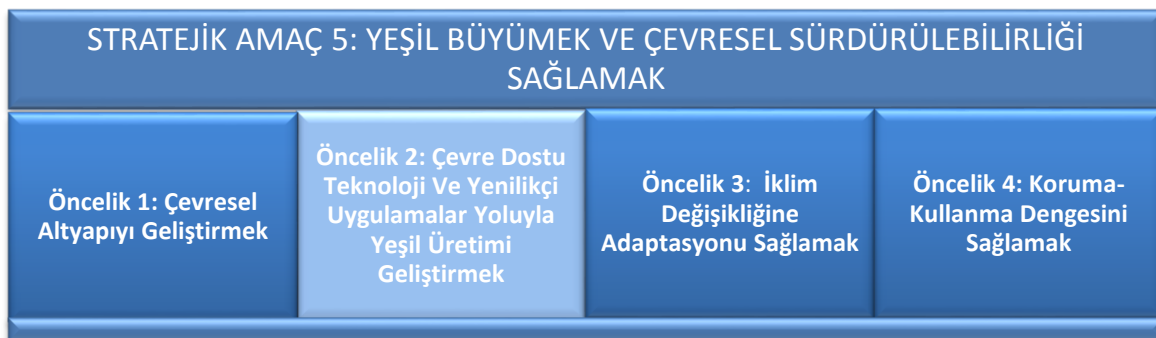 STRATEJİK AMAÇ 5: YEŞİL BÜYÜMEK VE ÇEVRESEL SÜRDÜRÜLEBİLİRLİĞİ
SAĞLAMAK
Öncelik 1: Çevresel
Altyapıyı Geliştirmek
Öncelik 2: Çevre Dostu
Teknoloji Ve Yenilikçi
Uygulamalar Yoluyla
Yeşil Üretimi
Geliştirmek
Öncelik 3: İklim
Değişikliğine
Adaptasyonu Sağlamak
Öncelik 4: Koruma-
Kullanma Dengesini
Sağlamak